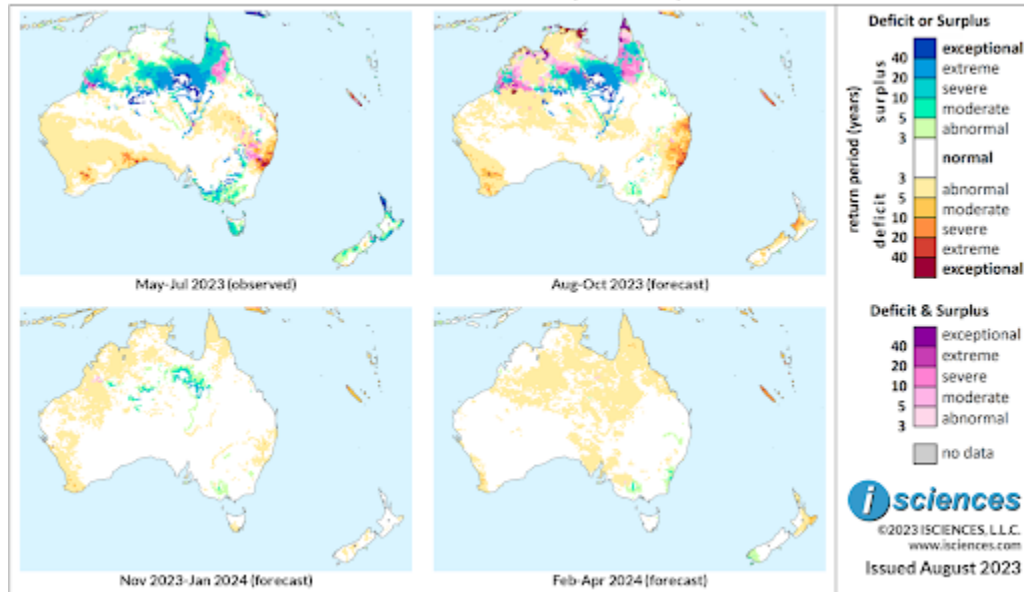 May-Jul 2023 (observed)
Aug-Oct 2023 (forecast)
Nov 2023-Jan 2024 (forecast)
Feb-Apr 2024 (forecast)
Deficit or Surplus
return period (years)
surplus
deficit
exceptional
40
extreme
20
severe
10
moderate
5
abnormal
3
normal
3
abnormal
5
moderate
10
severe
20
extreme
40
exceptional
Deficit & Surplus
exceptional
40
extreme
20
severe
10
moderate
5
abnormal
3
no data
i sciences
©2023 ISCIENCES, L.L.C.
www.isciences.com
Issued August 2023